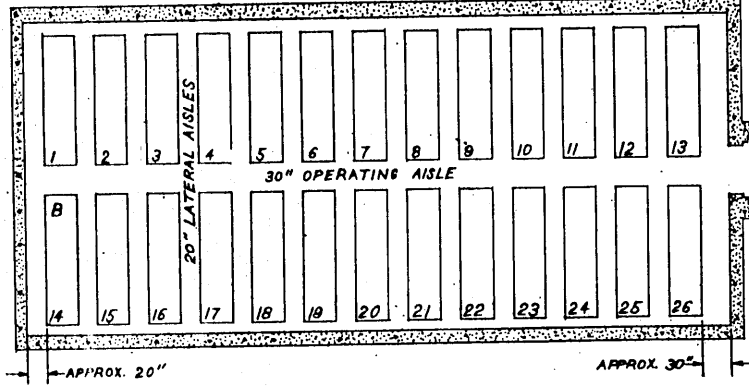 1 2 3 4 5 6 7 8 9 10 11 12 13
20" LATERAL AISLES
30" OPERATING AISLE
B
14 15 16 17 18 19 20 21 22 23 24 25 26
APPROX. 20"
APPROX. 30"